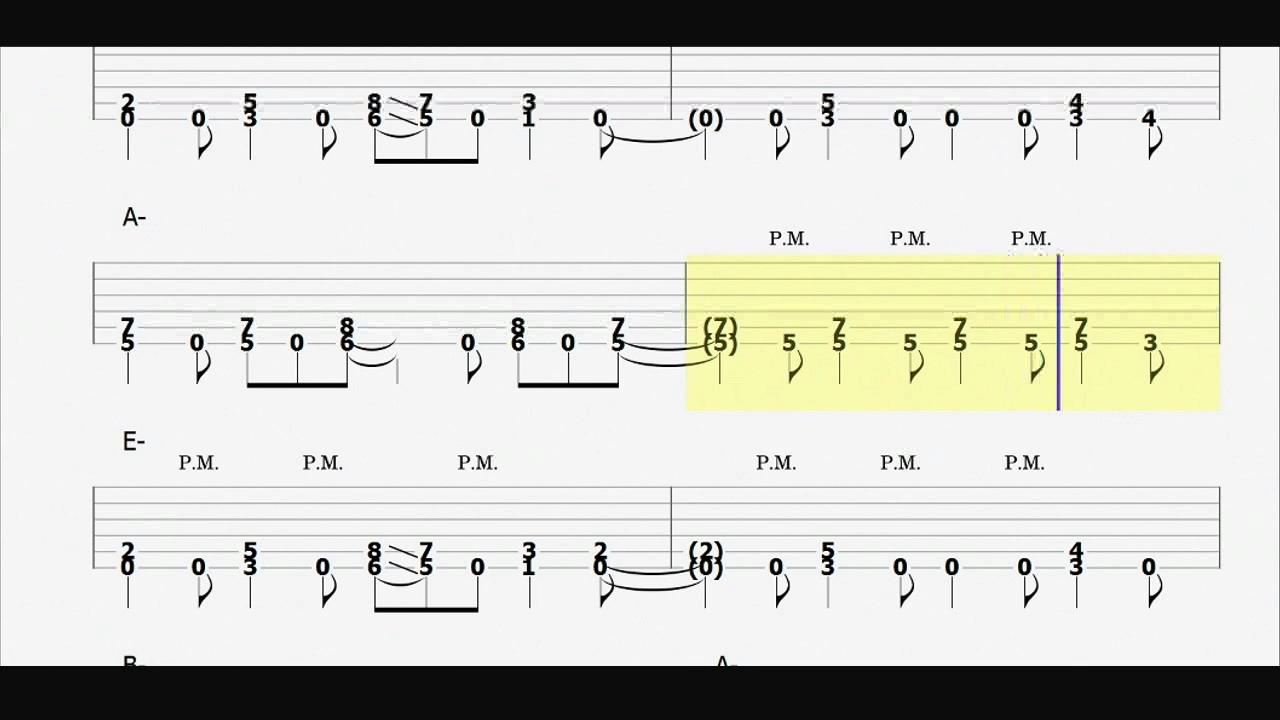 2 5 8 7 3 5 4
0 0 3 0 6 5 0 1 0 (0) 0 3 0 0 0 3 4
A-
P.M. P.M. P.M.
7 7 8 8 7 (7) 7 7 7
5 0 5 0 6 0 6 0 5 (5) 5 5 5 5 5 5 3
E-
P.M. P.M. P.M. P.M. P.M. P.M.
2 5 8 7 3 2 (2) 5 4
0 0 3 0 6 5 0 1 0 (0) 0 3 0 0 0 3 0
B- A-